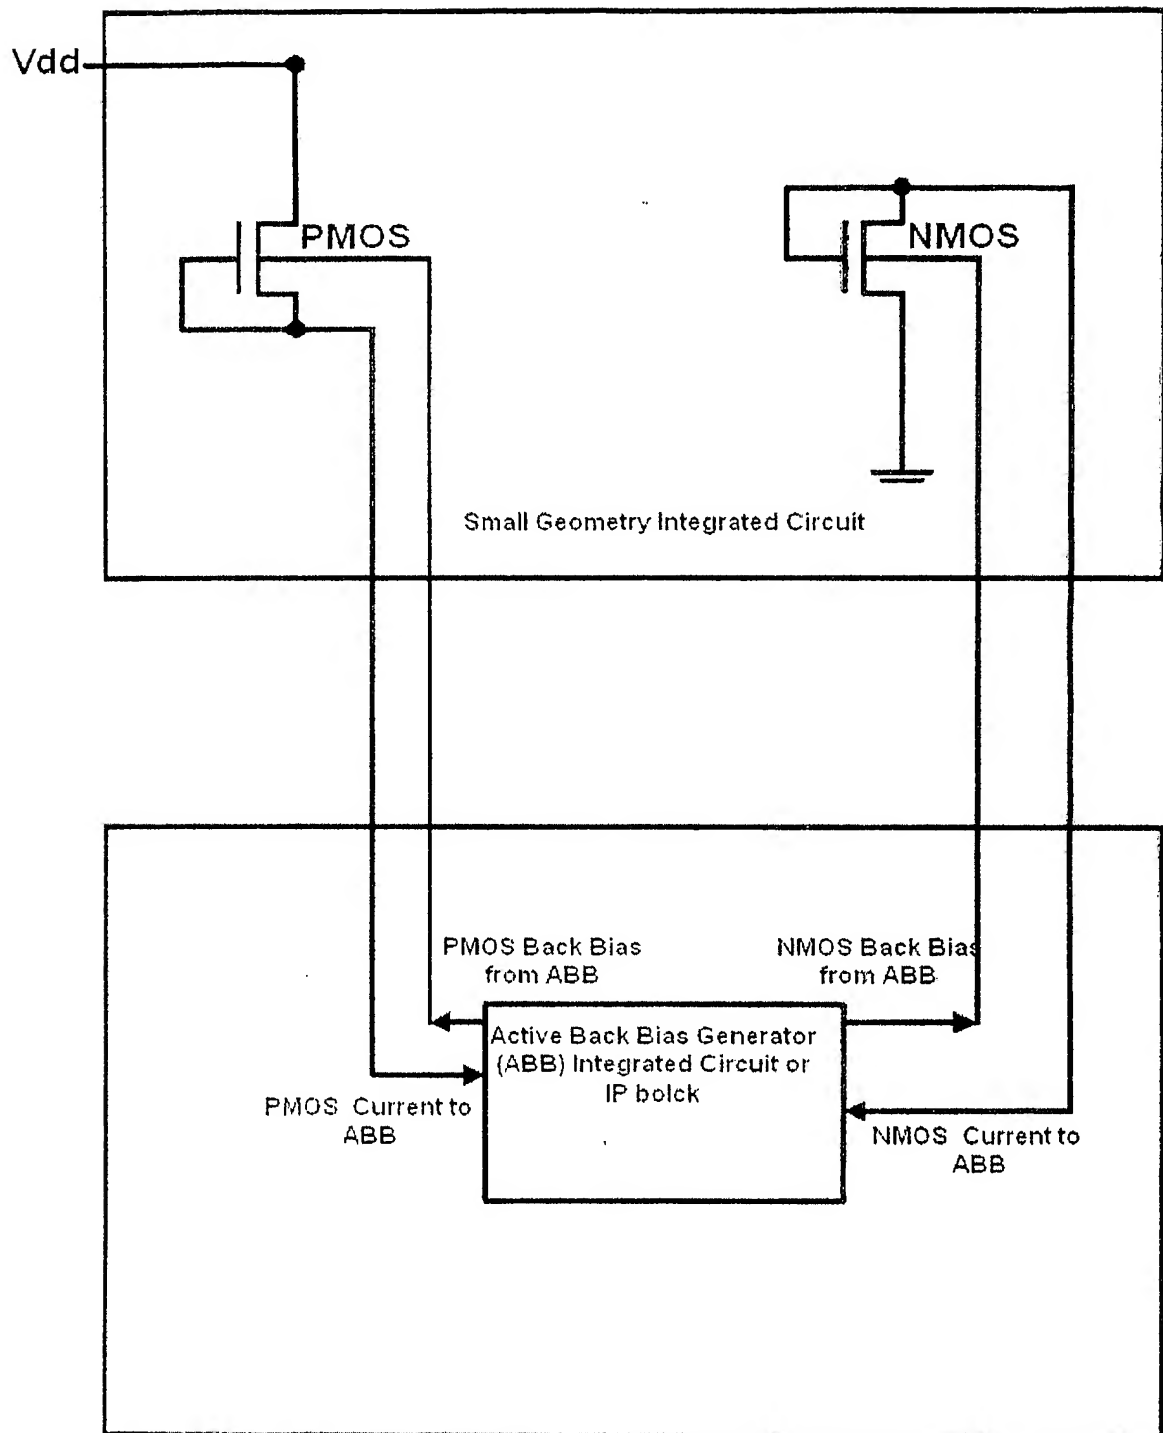 Vdd
PMOS
NMOS
Small Geometry Integrated Circuit
PMOS Back Bias
from ABB
NMOS Back Bias
from ABB
Active Back Bias Generator
(ABB) Integrated Circuit or
IP bolck
PMOS Current to
ABB
NMOS Current to
ABB